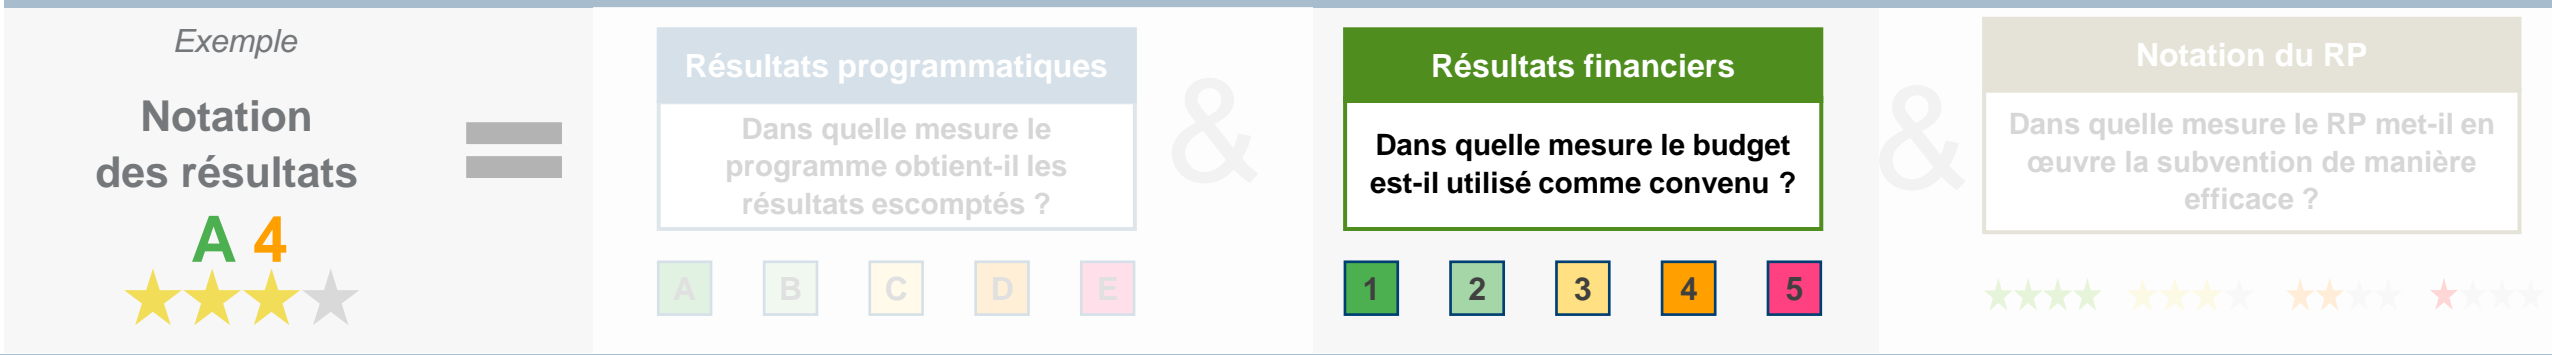 Exemple
Notation
des résultats
A 4
=
Résultats programmatiques
Dans quelle mesure le
programme obtient-il les
résultats escomptés ?
A B C D E
&
Résultats financiers
Dans quelle mesure le budget
est-il utilisé comme convenu ?
1 2 3 4 5
&
Notation du RP
Dans quelle mesure le RP met-il en
œuvre la subvention de manière
efficace ?